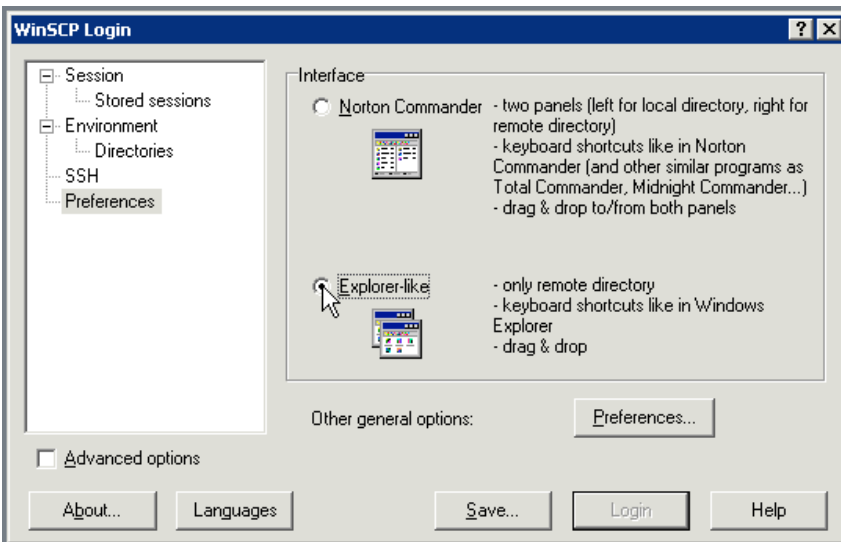 WinSCP Login
Session
Stored sessions
Environment
Directories
SSH
Preferences
Interface
Norton Commander
- two panels (left for local directory, right for
remote directory)
- keyboard shortcuts like in Norton
Commander (and other similar programs as
Total Commander, Midnight Commander...)
- drag & drop to/from both panels
Explorer-like
- only remote directory
- keyboard shortcuts like in Windows
Explorer
- drag & drop
Other general options:
Preferences...
Advanced options
About...
Languages
Save...
Login
Help